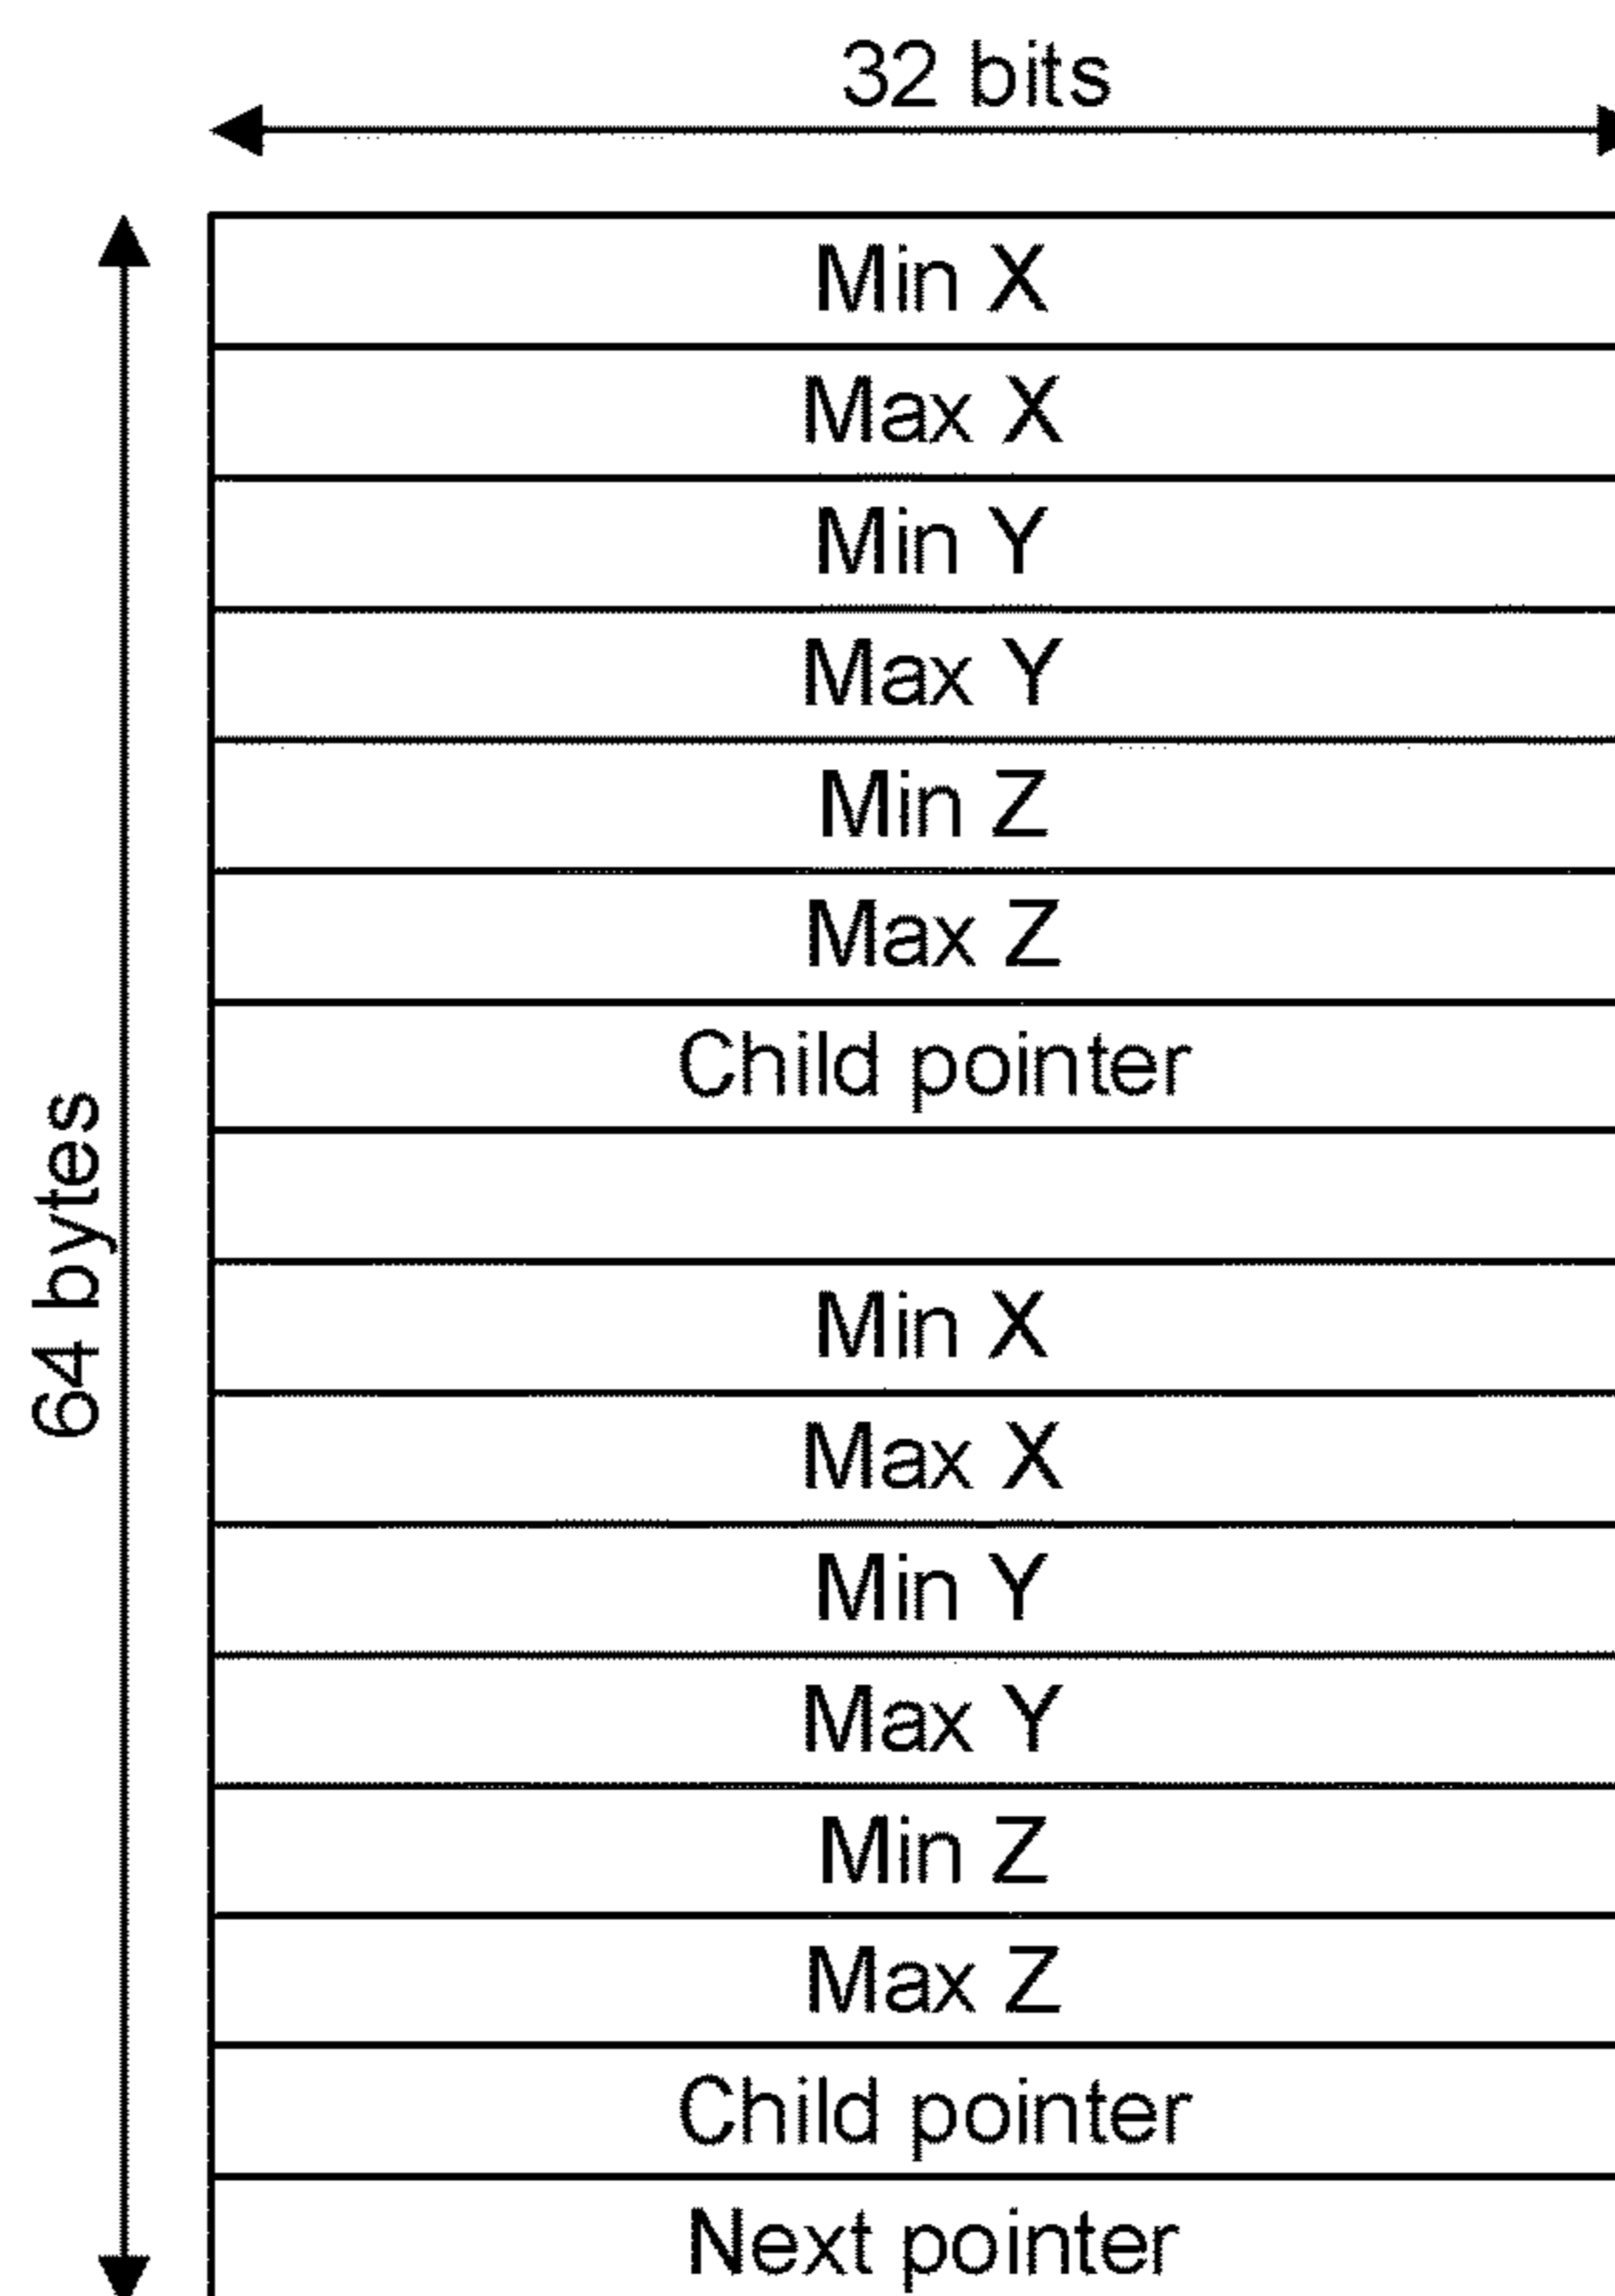 32 bits
64 bytes
Min X
Max X
Min Y
Max Y
Min Z
Max Z
Child pointer
Min X
Max X
Min Y
Max Y
Min Z
Max Z
Child pointer
Next pointer